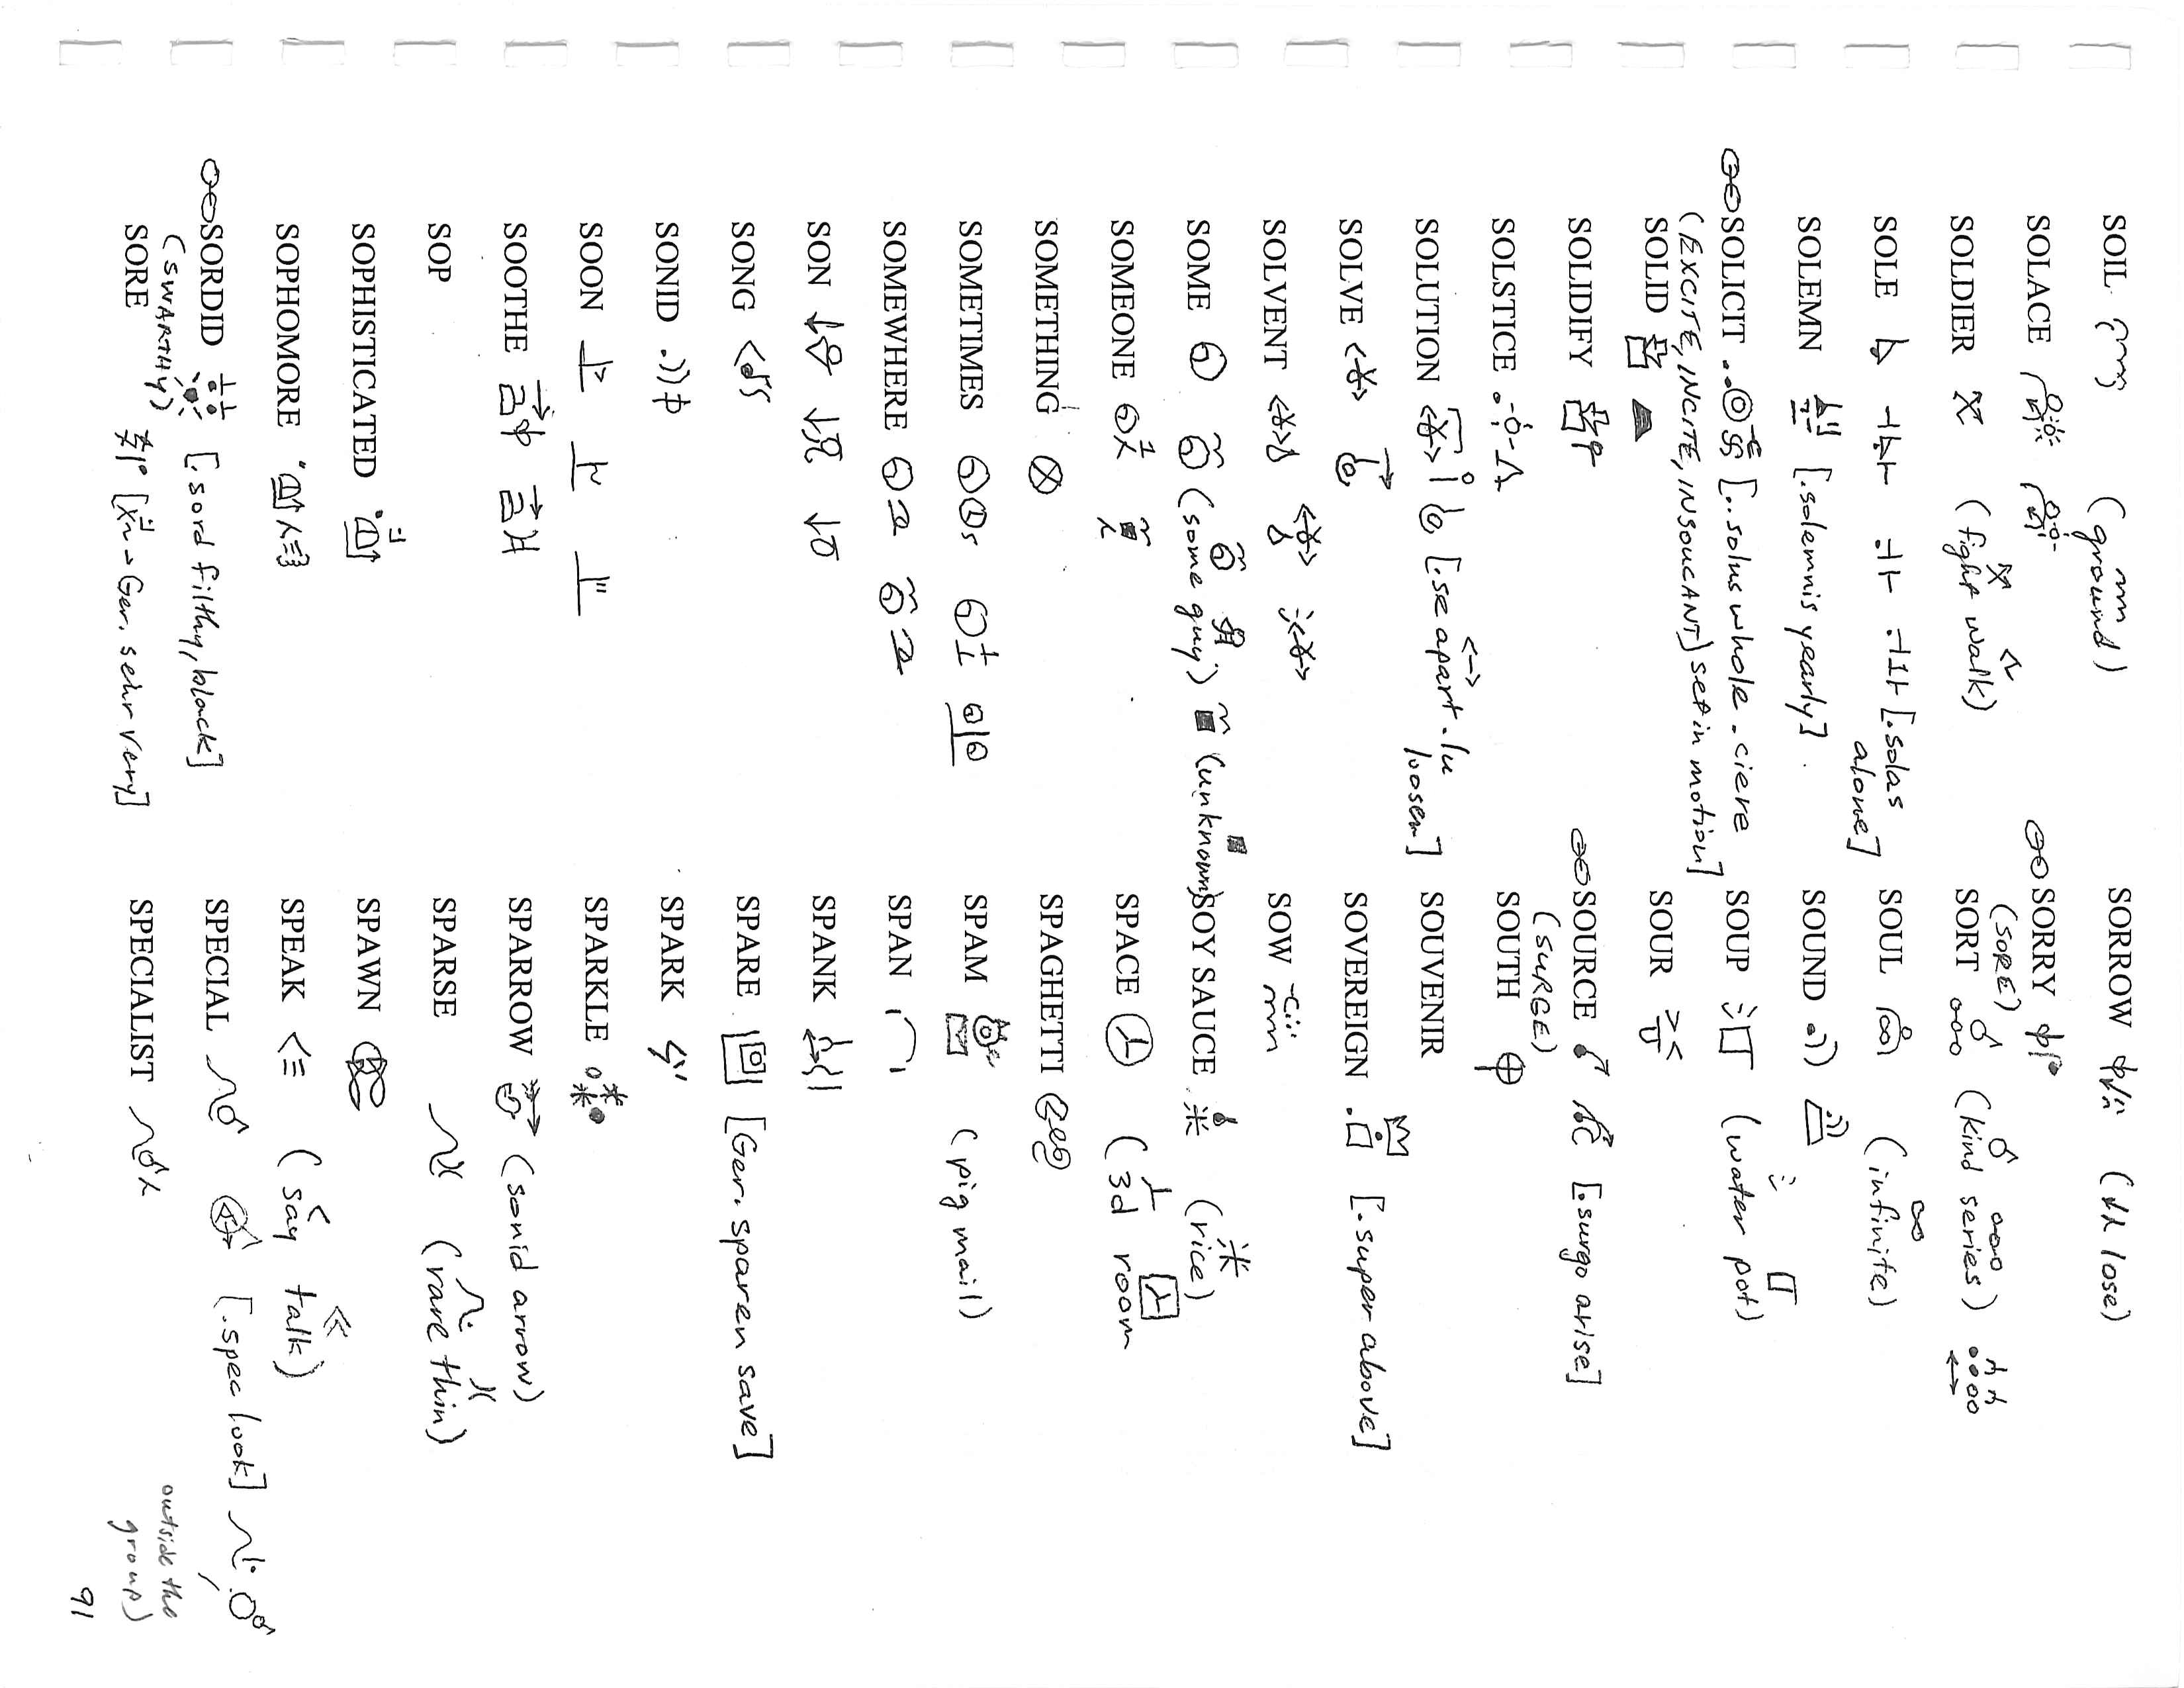 SOIL (ground)
SOLACE
SOLDIER (fight walk)
SOLE [.solas
alone]
SOLEMN [.solemnis yearly]
SOLICIT [..solus whole .ciere
(EXCITE, INCITE, INSOUCANT) set in motion]
SOLID
SOLIDIFY
SOLSTICE
SOLUTION [.se apart .lu
loosen]
SOLVE
SOLVENT
SOME (some guy) (unknown)
SOMEONE
SOMETHING
SOMETIMES
SOMEWHERE
SON
SONG
SONID
SOON
SOOTHE
SOP
SOPHISTICATED
SOPHOMORE
SORDID [.sord filthy, black]
(SWARTHY)
SORE [→ Ger. sehr very]
SORROW (lose)
SORRY
(SORE)
SORT (kind series)
SOUL (infinite)
SOUND
SOUP (water pot)
SOUR
SOURCE [.surgo arise]
(SURGE)
SOUTH
SOUVENIR
SOVEREIGN [.super above]
SOW
SOY SAUCE (rice)
SPACE (3d room
SPAGHETTI
SPAM (pig mail)
SPAN
SPANK
SPARE [Ger. sparen save]
SPARK
SPARKLE
SPARROW (sonid arrow)
SPARSE (rare thin)
SPAWN
SPEAK (say talk)
SPECIAL [.spec look]
SPECIALIST
outside the
group)
91